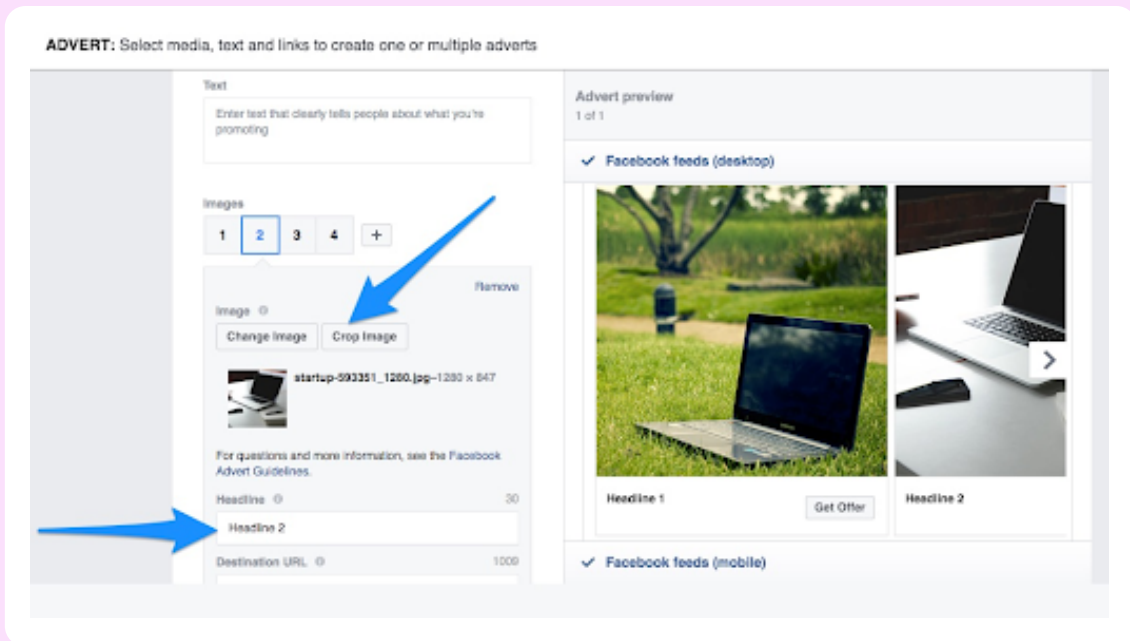 ADVERT: Select media, text and links to create one or multiple adverts
Text
Enter text that clearly tells people about what you're
promoting
Images
1 2 3 4 +
Remove
Image
Change Image Crop Image
startup-593351_1280.jpg–1280 x 847
For questions and more information, see the Facebook
Advert Guidelines.
Headline 30
Headline 2
Destination URL 1000
Advert preview
1 of 1
Facebook feeds (desktop)
Headline 1
Get Offer
Headline 2
Facebook feeds (mobile)